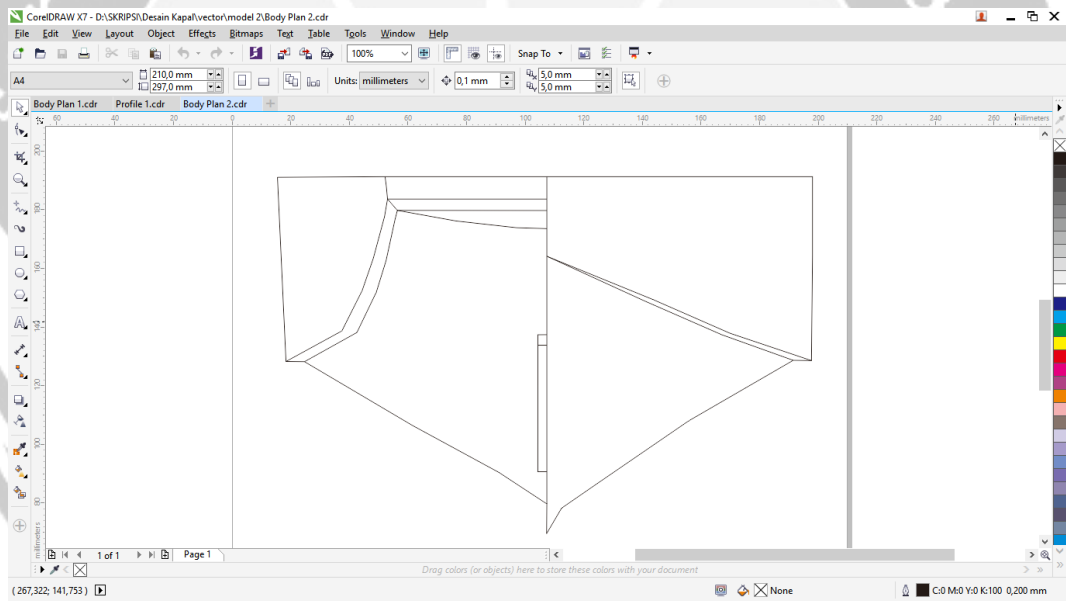 CorelDRAW X7 - D:\SKRIPSI\Desain Kapal\vector\model 2\Body Plan 2.cdr
File Edit View Layout Object Effects Bitmaps Text Table Tools Window Help
100% Snap To
A4 210,0 mm 297,0 mm Units: millimeters 0,1 mm 5,0 mm 5,0 mm
Body Plan 1.cdr Profile 1.cdr Body Plan 2.cdr
60 40 20 0 20 40 60 80 100 120 140 160 180 200 220 240 260 millimeters
200
180
160
140
120
100
80
millimeters
1 of 1 Page 1
Drag colors (or objects) here to store these colors with your document
( 267,322; 141,753 ) None C:0 M:0 Y:0 K:100 0,200 mm